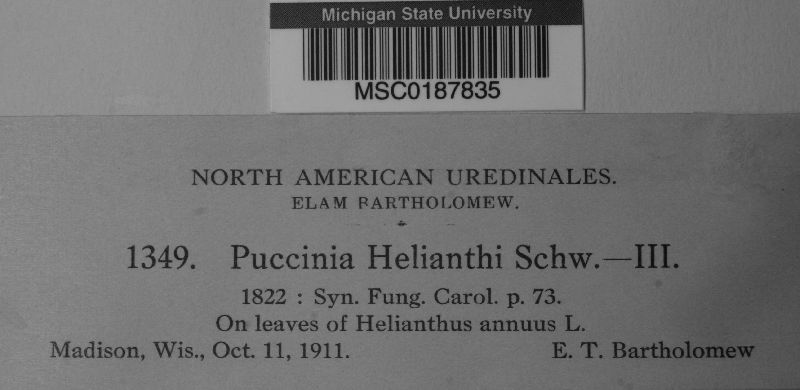 Michigan State University
MSC0187835
NORTH AMERICAN UREDINALES.
ELAM BARTHOLOMEW.
1349. Puccinia Helianthi Schw.—III.
1822 : Syn. Fung. Carol. p. 73.
On leaves of Helianthus annuus L.
Madison, Wis., Oct. 11, 1911. E. T. Bartholomew